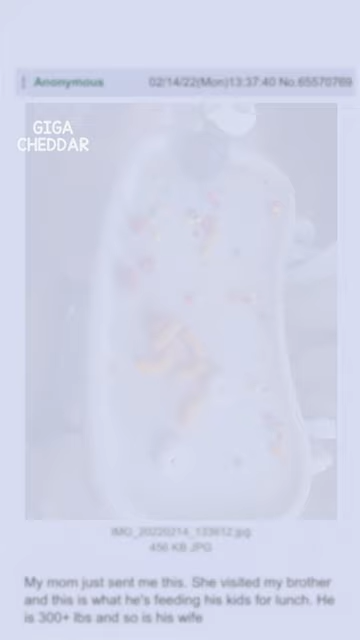 Anonymous 02/14/22(Mon)13:37:40 No.65570769
GIGA
CHEDDAR
IMG_20220214_133612.jpg
456 KB JPG
My mom just sent me this. She visited my brother
and this is what he's feeding his kids for lunch. He
is 300+ lbs and so is his wife